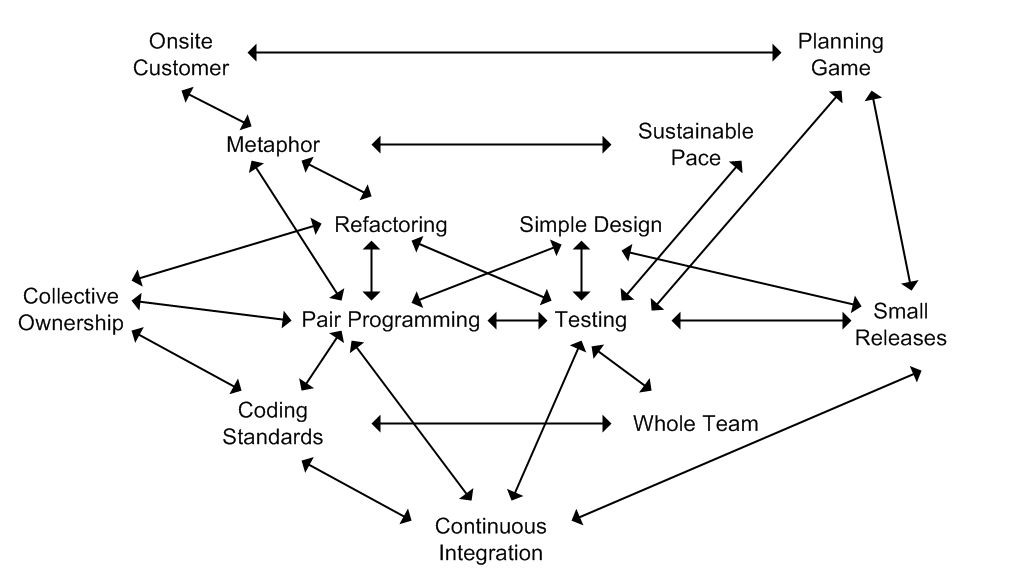 Onsite
Customer
Planning
Game
Metaphor
Sustainable
Pace
Refactoring
Simple Design
Collective
Ownership
Pair Programming
Testing
Small
Releases
Coding
Standards
Whole Team
Continuous
Integration